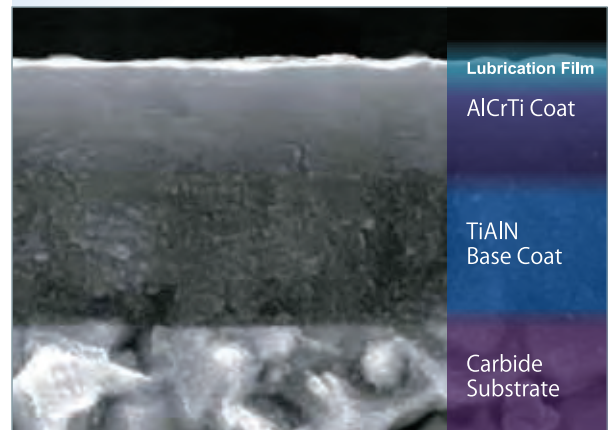 Lubrication Film
AlCrTi Coat
TiAlN
Base Coat
Carbide
Substrate